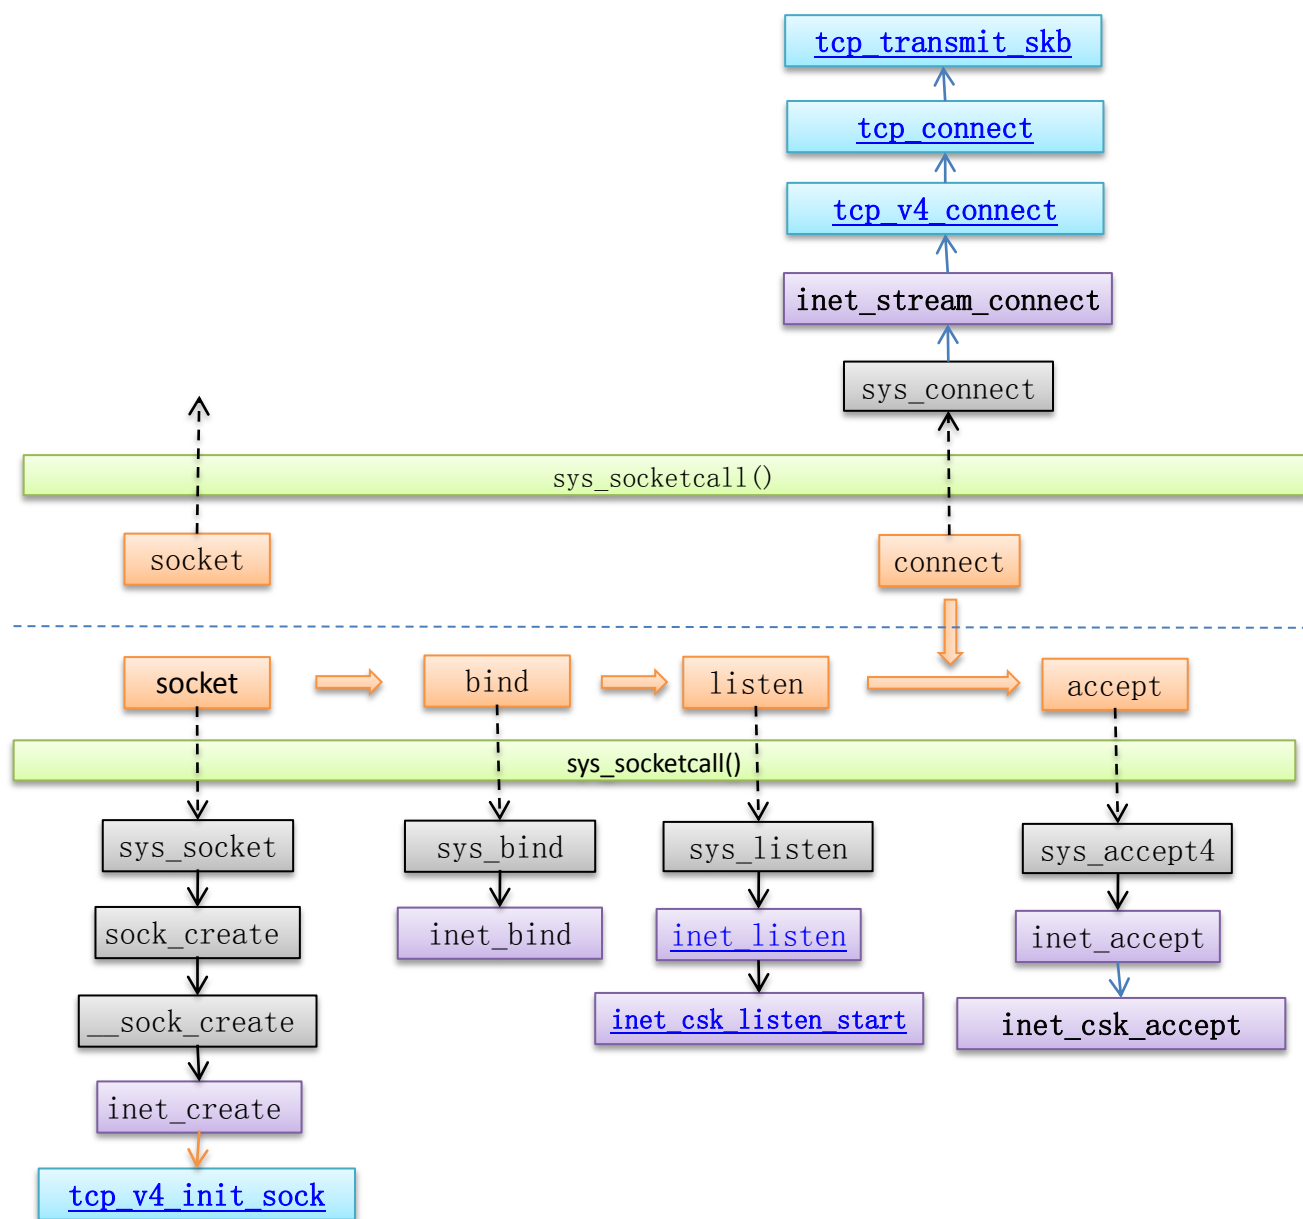 tcp_transmit_skb
tcp_connect
tcp_v4_connect
inet_stream_connect
sys_connect
sys_socketcall()
socket
connect
socket
bind
listen
accept
sys_socketcall()
sys_socket
sys_bind
sys_listen
sys_accept4
sock_create
inet_bind
inet_listen
inet_accept
__sock_create
inet_csk_listen_start
inet_csk_accept
inet_create
tcp_v4_init_sock